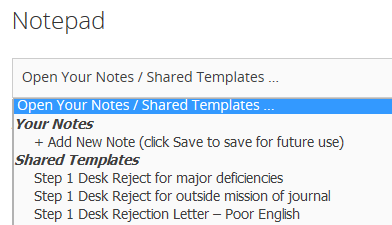 Notepad
Open Your Notes / Shared Templates ...
Open Your Notes / Shared Templates ...
Your Notes
+ Add New Note (click Save to save for future use)
Shared Templates
Step 1 Desk Reject for major deficiencies
Step 1 Desk Reject for outside mission of journal
Step 1 Desk Rejection Letter – Poor English